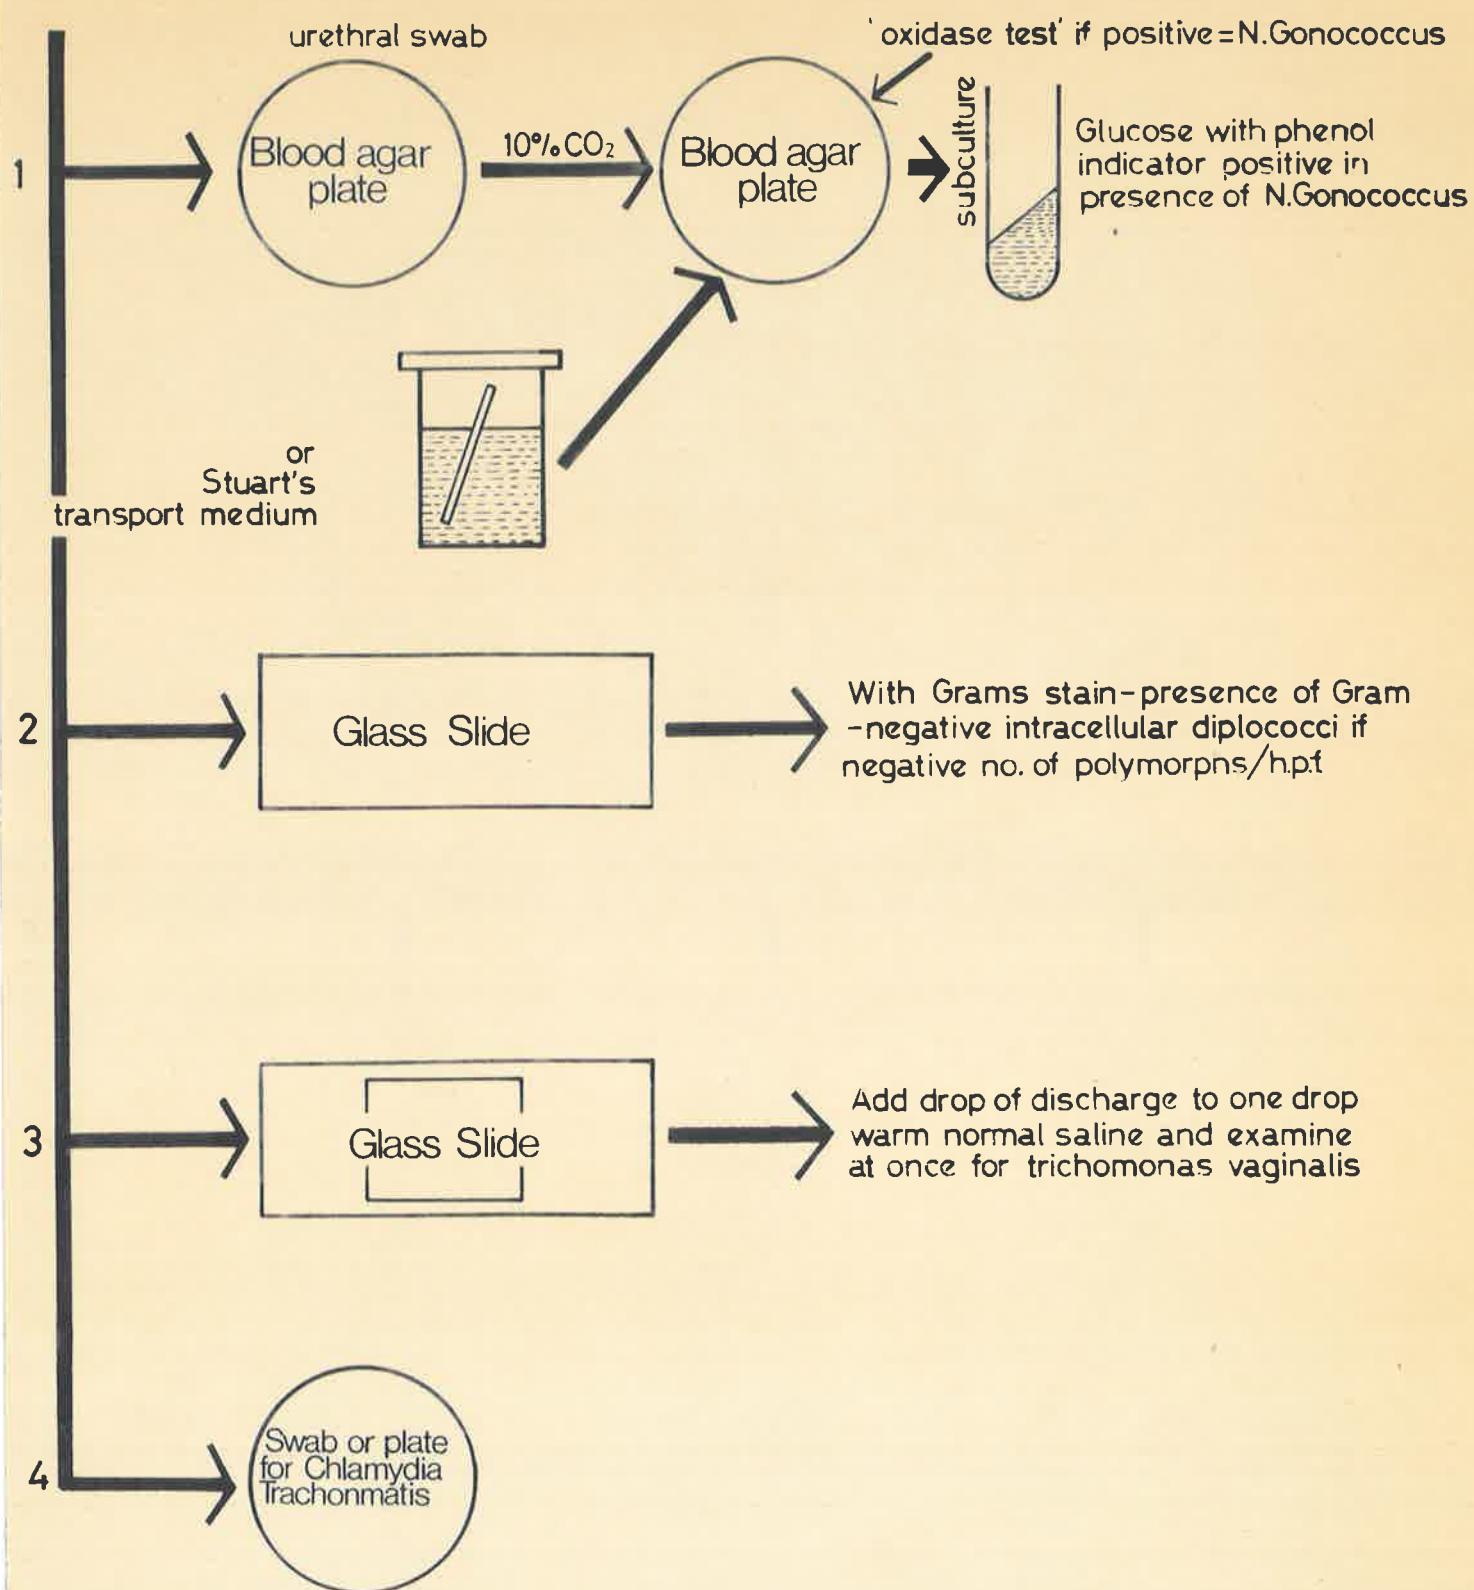 urethral swab
'oxidase test' if positive=N.Gonococcus
1
Blood agar
plate
10% CO₂
Blood agar
plate
subculture
Glucose with phenol
indicator positive in
presence of N.Gonococcus
or
Stuart's
transport medium
2
Glass Slide
With Grams stain-presence of Gram
-negative intracellular diplococci if
negative no. of polymorphs/h.p.f
3
Glass Slide
Add drop of discharge to one drop
warm normal saline and examine
at once for trichomonas vaginalis
4
Swab or plate
for Chlamydia
Trachonmatis